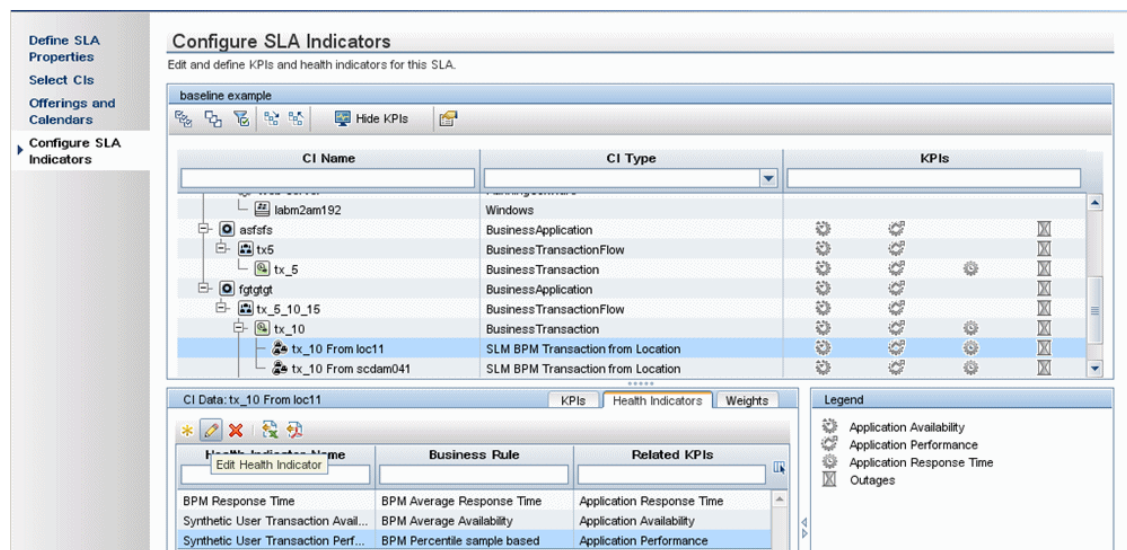 Define SLA
Properties
Select CIs
Offerings and
Calendars
Configure SLA
Indicators
Configure SLA Indicators
Edit and define KPIs and health indicators for this SLA.
baseline example
Hide KPIs
CI Name CI Type KPIs
labm2am192 Windows
asfsfs BusinessApplication
tx5 BusinessTransactionFlow
tx_5 BusinessTransaction
fgtgtgt BusinessApplication
tx_5_10_15 BusinessTransactionFlow
tx_10 BusinessTransaction
tx_10 From loc11 SLM BPM Transaction from Location
tx_10 From scdam041 SLM BPM Transaction from Location
CI Data: tx_10 From loc11 KPIs Health Indicators Weights
Edit Health Indicator
Name Business Rule Related KPIs
BPM Response Time BPM Average Response Time Application Response Time
Synthetic User Transaction Avail... BPM Average Availability Application Availability
Synthetic User Transaction Perf... BPM Percentile sample based Application Performance
Legend
Application Availability
Application Performance
Application Response Time
Outages